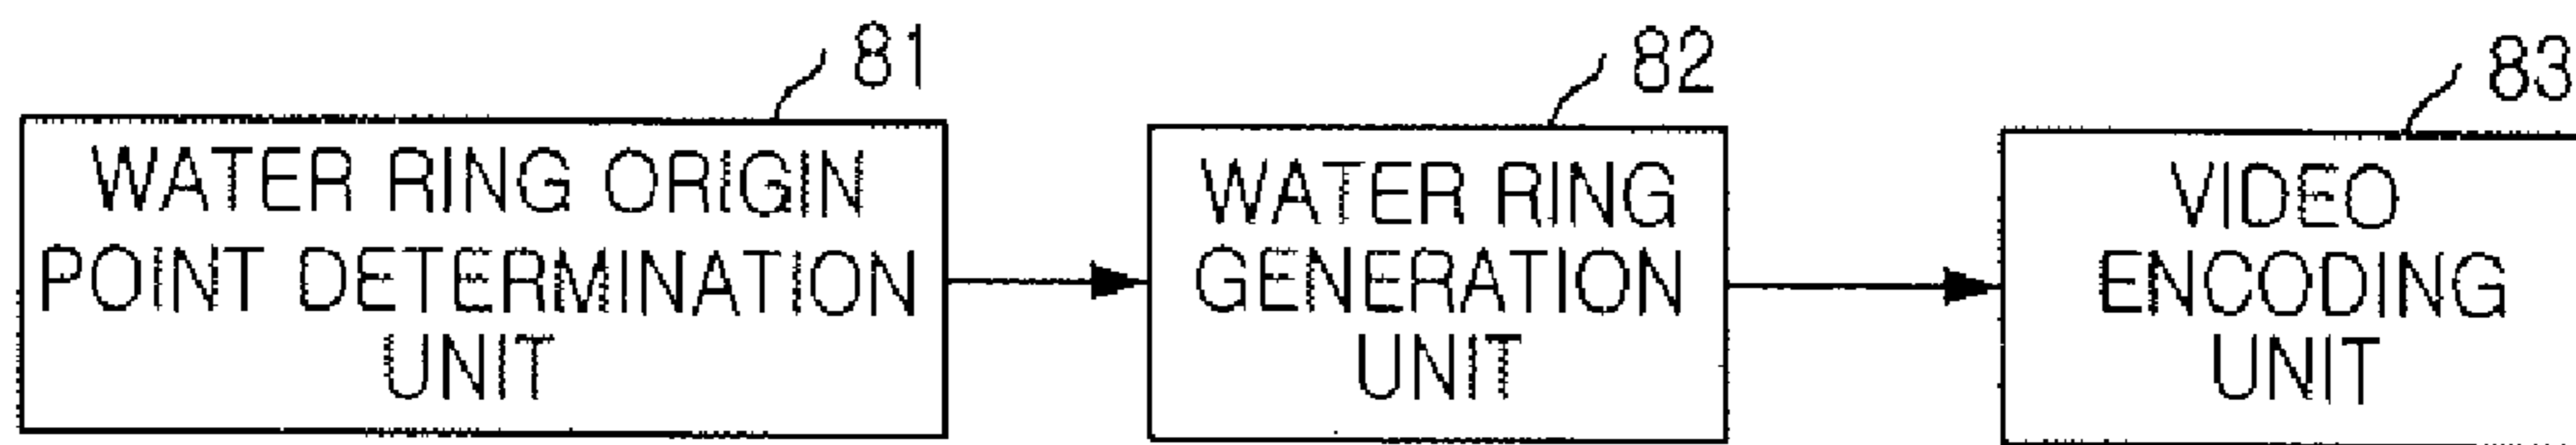 81
82
83
WATER RING ORIGIN
POINT DETERMINATION
UNIT
WATER RING
GENERATION
UNIT
VIDEO
ENCODING
UNIT